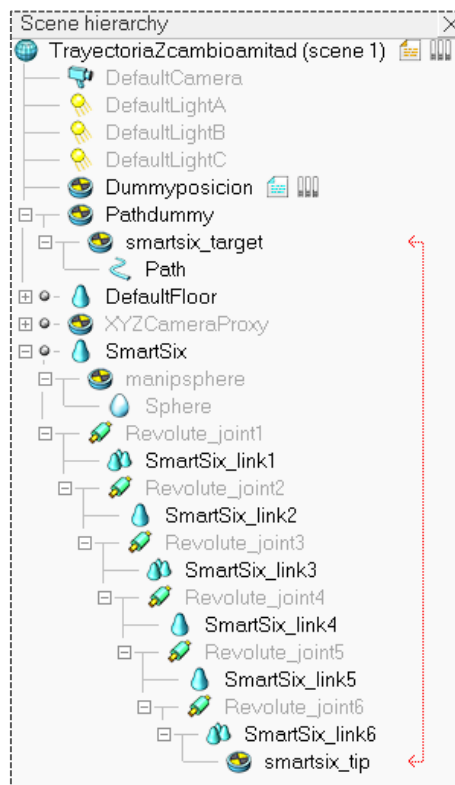 Scene hierarchy
TrayectoriaZcambioamitad (scene 1)
DefaultCamera
DefaultLightA
DefaultLightB
DefaultLightC
Dummyposicion
Pathdummy
smartsix_target
Path
DefaultFloor
XYZCameraProxy
SmartSix
manipsphere
Sphere
Revolute_joint1
SmartSix_link1
Revolute_joint2
SmartSix_link2
Revolute_joint3
SmartSix_link3
Revolute_joint4
SmartSix_link4
Revolute_joint5
SmartSix_link5
Revolute_joint6
SmartSix_link6
smartsix_tip